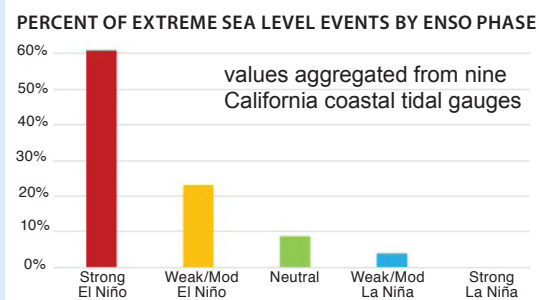 PERCENT OF EXTREME SEA LEVEL EVENTS BY ENSO PHASE
60%
values aggregated from nine
California coastal tidal gauges
50%
40%
30%
20%
10%
0%
Strong El Niño
Weak/Mod El Niño
Neutral
Weak/Mod La Niña
Strong La Niña